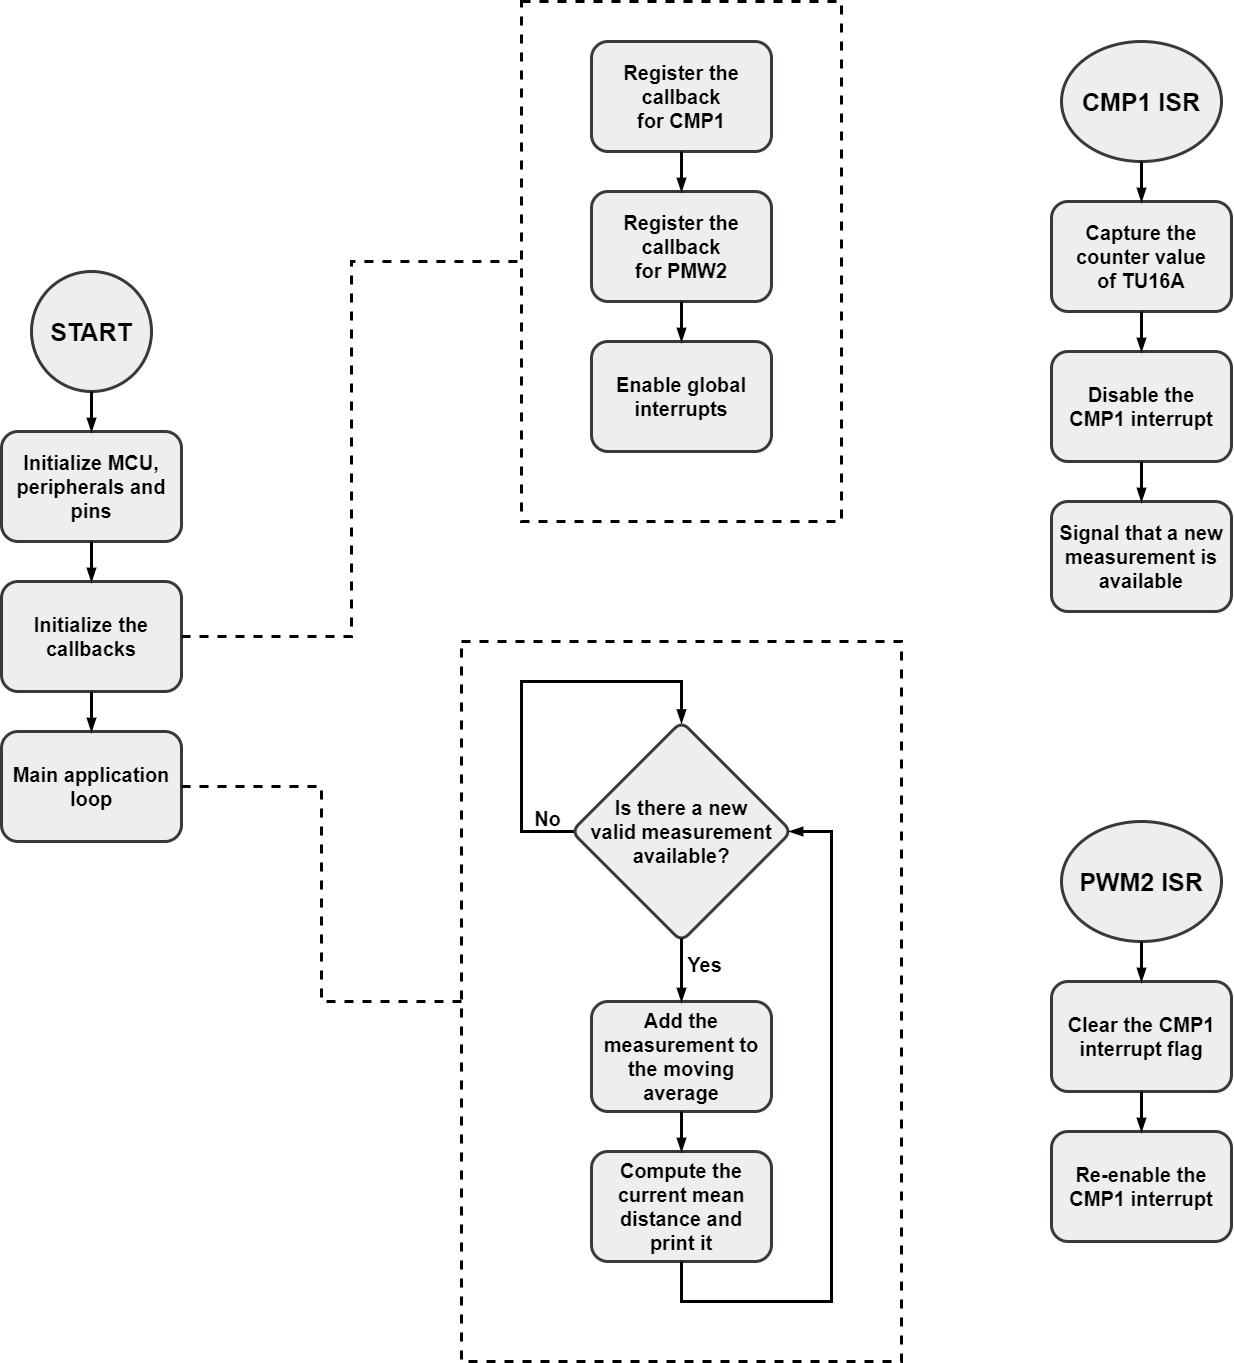 START
Initialize MCU,
peripherals and
pins
Initialize the
callbacks
Main application
loop
Register the
callback
for CMP1
Register the
callback
for PMW2
Enable global
interrupts
Is there a new
valid measurement
available?
No
Yes
Add the
measurement to
the moving
average
Compute the
current mean
distance and
print it
CMP1 ISR
Capture the
counter value
of TU16A
Disable the
CMP1 interrupt
Signal that a new
measurement is
available
PWM2 ISR
Clear the CMP1
interrupt flag
Re-enable the
CMP1 interrupt